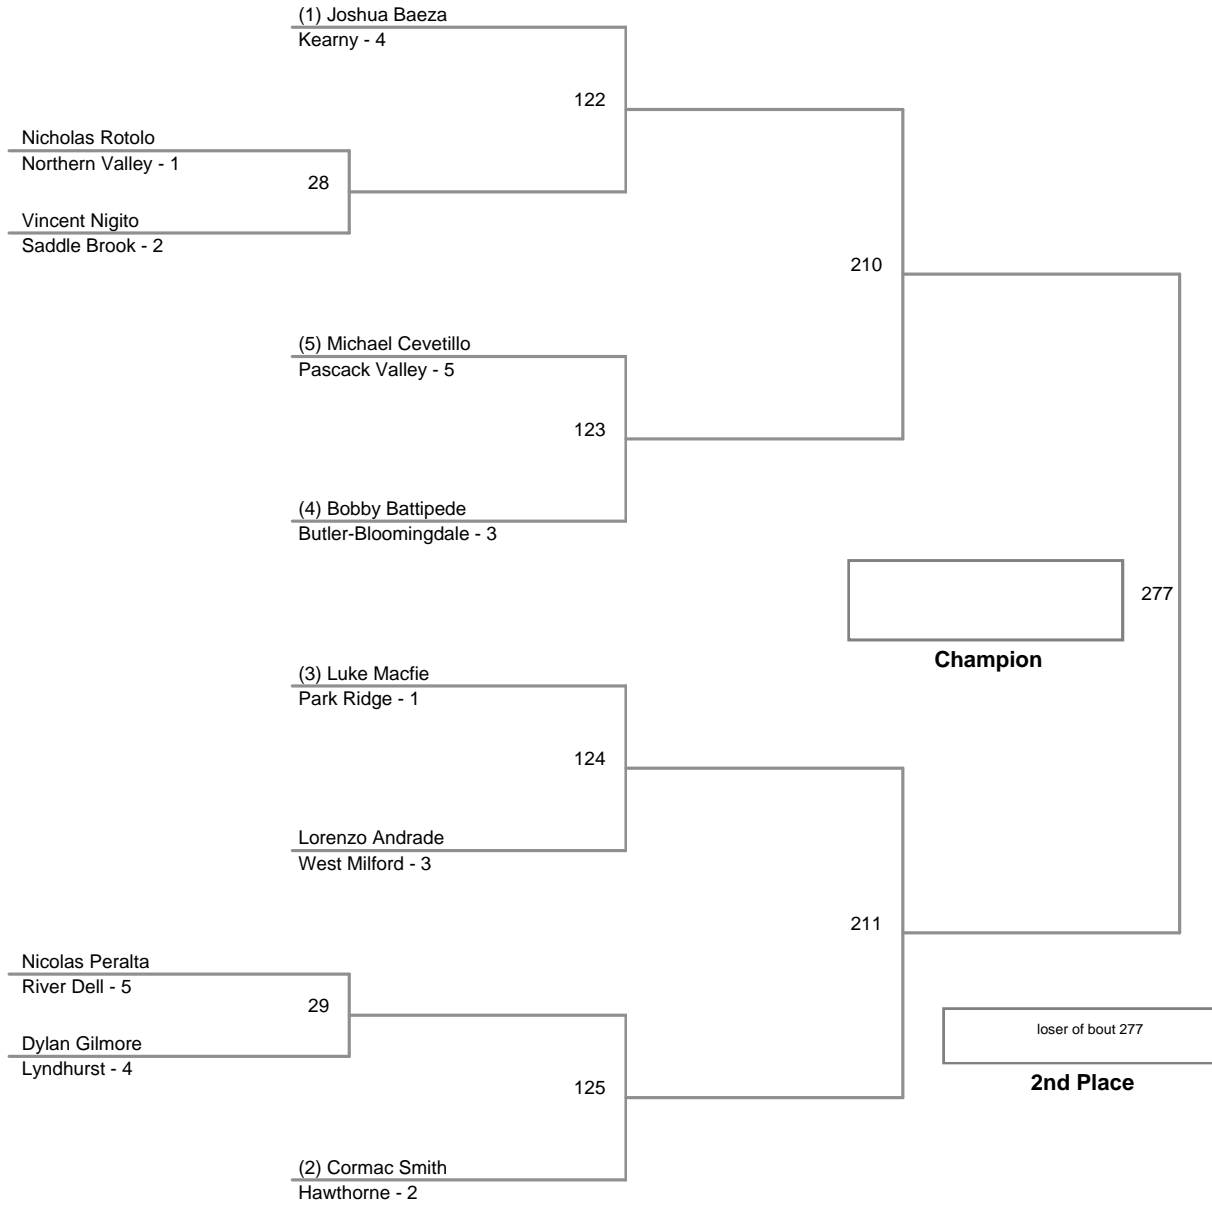 (1) Joshua Baeza
Kearny - 4
122
Nicholas Rotolo
Northern Valley - 1
28
Vincent Nigito
Saddle Brook - 2
210
(5) Michael Cevetillo
Pascack Valley - 5
123
(4) Bobby Battipede
Butler-Bloomingdale - 3
277
Champion
(3) Luke Macfie
Park Ridge - 1
124
Lorenzo Andrade
West Milford - 3
211
Nicolas Peralta
River Dell - 5
29
Dylan Gilmore
Lyndhurst - 4
loser of bout 277
2nd Place
125
(2) Cormac Smith
Hawthorne - 2